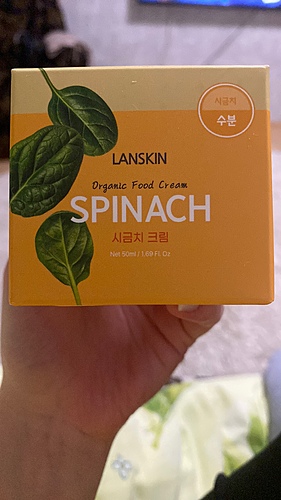 시금치
수분
LANSKIN
Organic Food Cream
SPINACH
시금치 크림
Net 50ml / 1.69 Fl. Oz